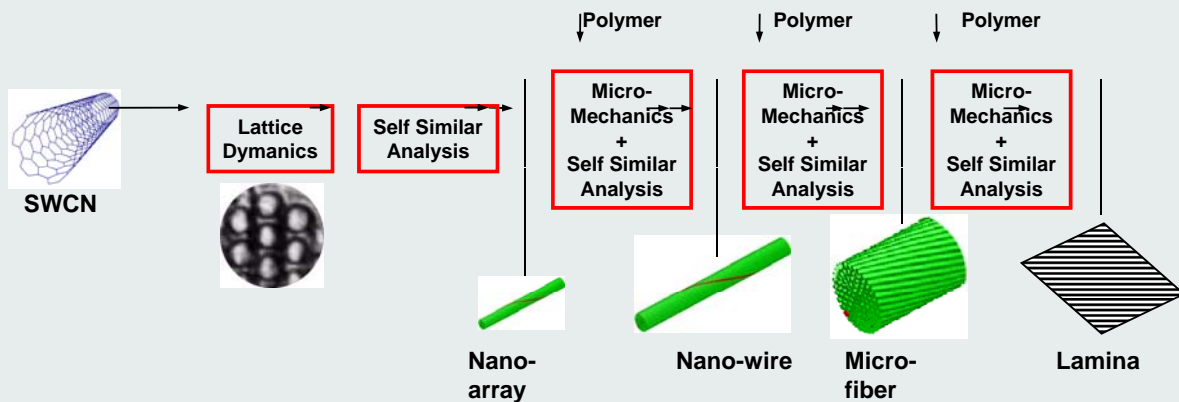 Polymer
Polymer
Polymer
SWCN
Lattice
Dymanics
Self Similar
Analysis
Micro-
Mechanics
+
Self Similar
Analysis
Micro-
Mechanics
+
Self Similar
Analysis
Micro-
Mechanics
+
Self Similar
Analysis
Nano-
array
Nano-wire
Micro-
fiber
Lamina